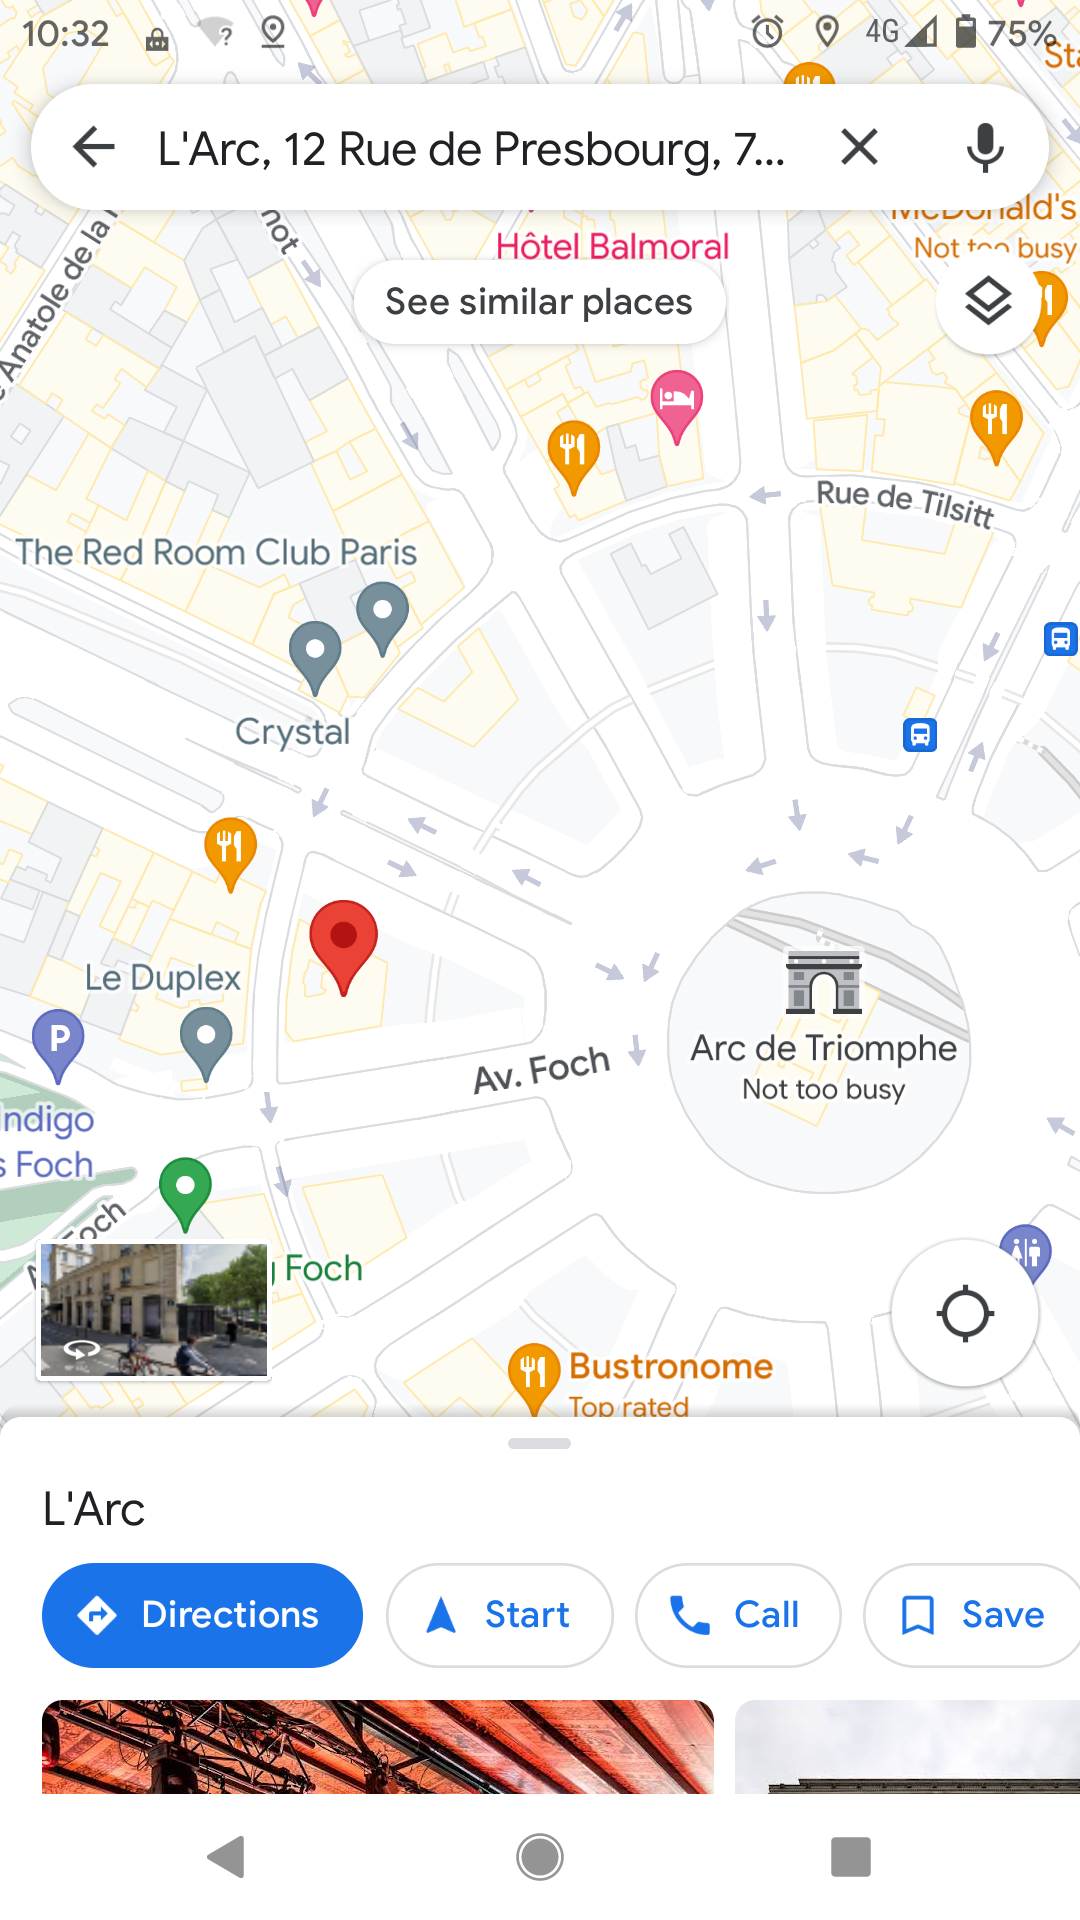 10:32
?
4G
75%
L'Arc, 12 Rue de Presbourg, 7...
McDonald's
Not too busy
Hôtel Balmoral
See similar places
Anatole de la
Rue de Tilsitt
The Red Room Club Paris
Crystal
Le Duplex
P
Indigo
Foch
Av. Foch
Arc de Triomphe
Not too busy
Foch
Foch
Bustronome
Top rated
L'Arc
Directions
Start
Call
Save